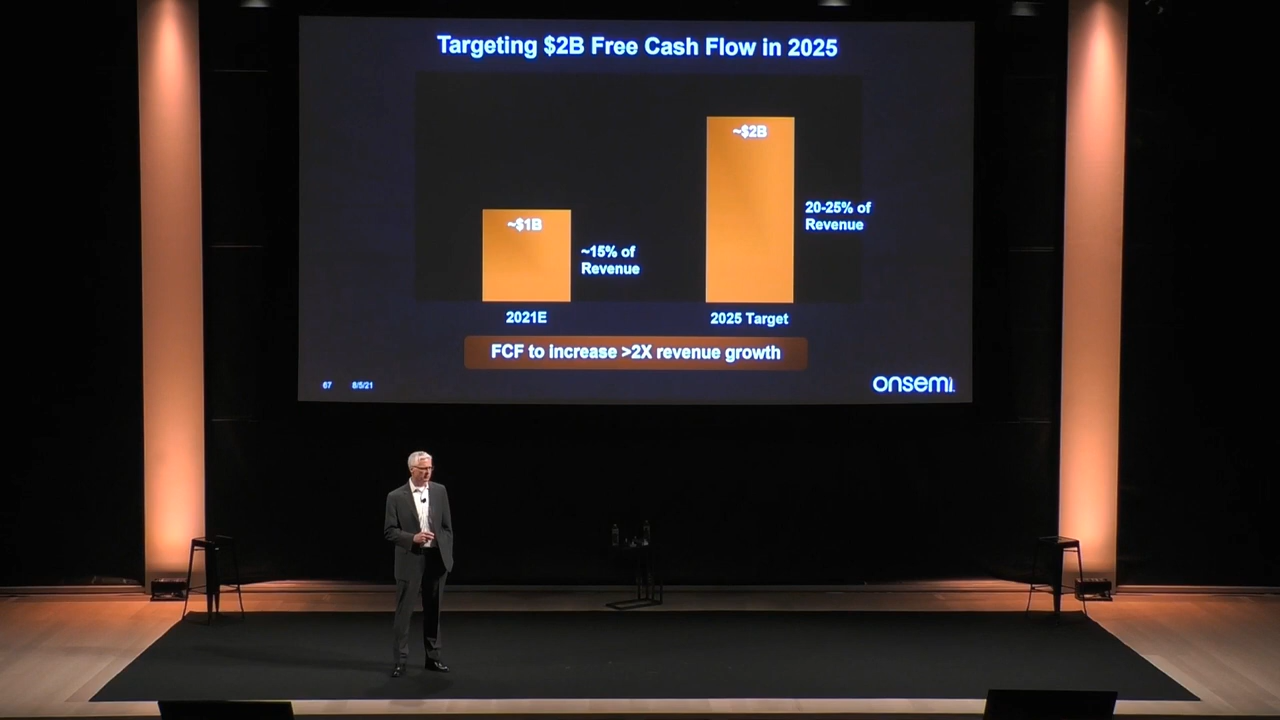 Targeting $2B Free Cash Flow in 2025
~$2B
20-25% of
Revenue
~$1B
~15% of
Revenue
2021E
2025 Target
FCF to increase >2X revenue growth
67
8/5/21
onsemi